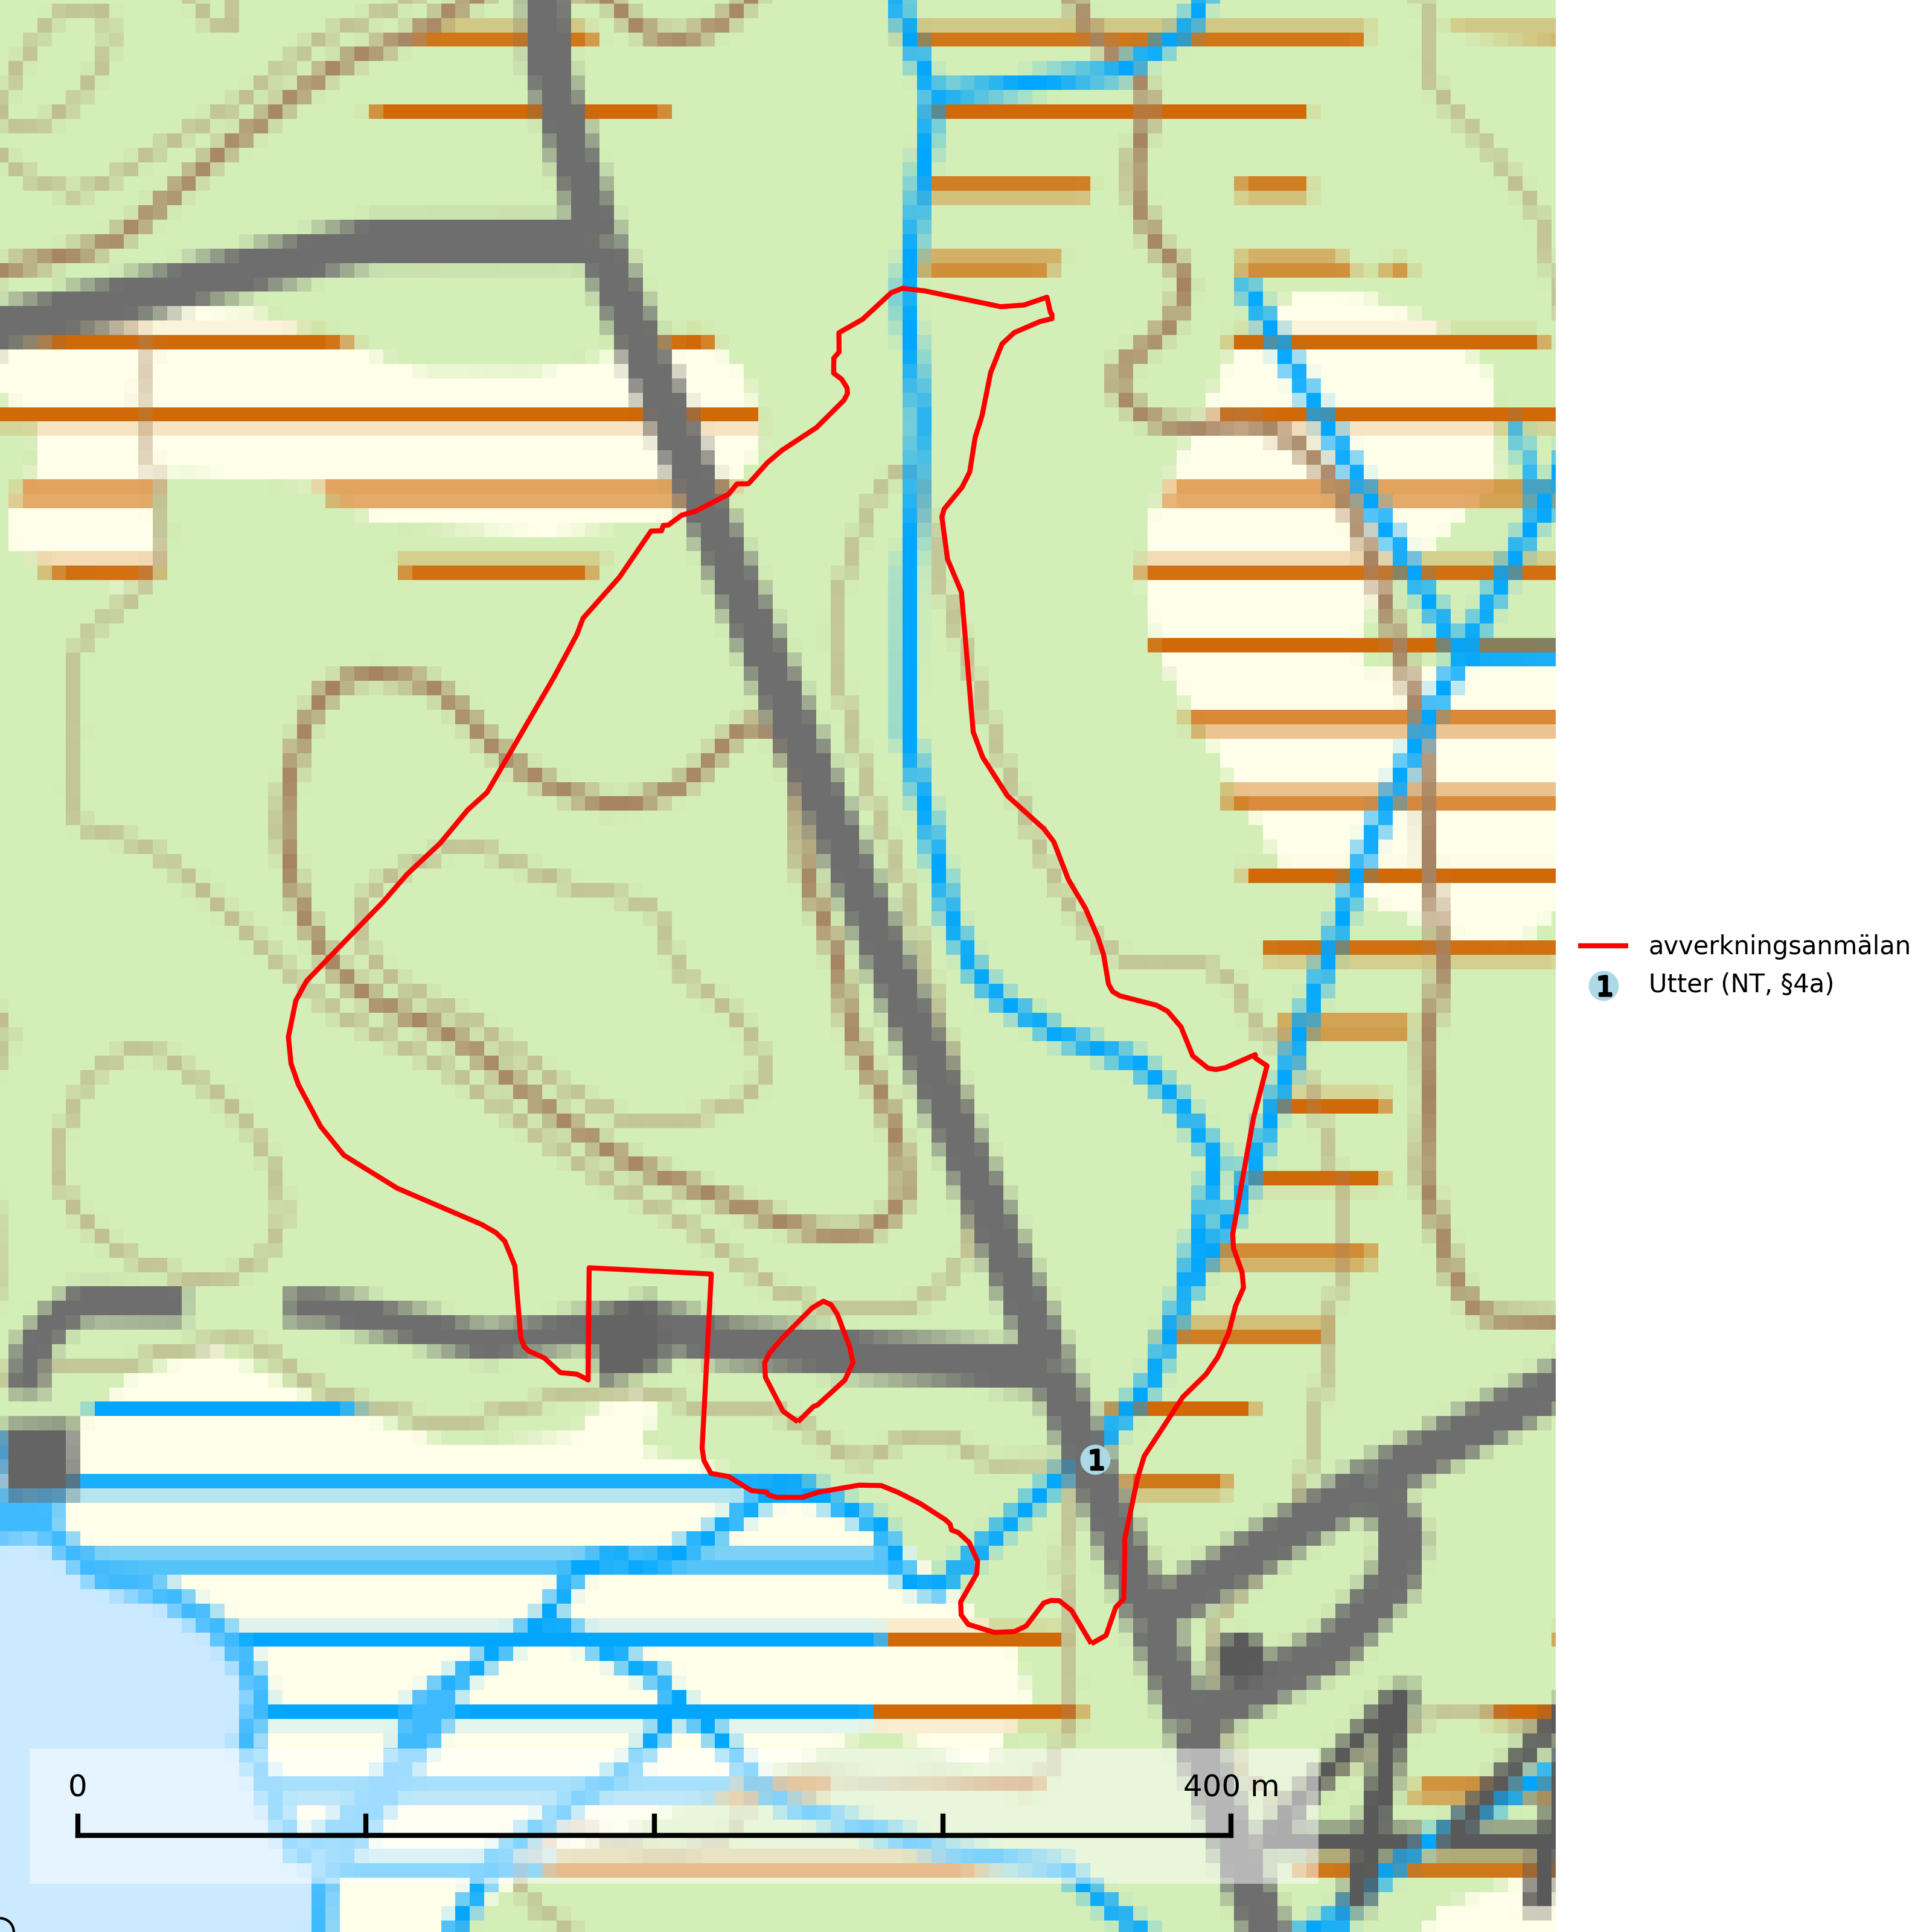 avverkningsanmälan
1 Utter (NT, §4a)
1
0 400 m